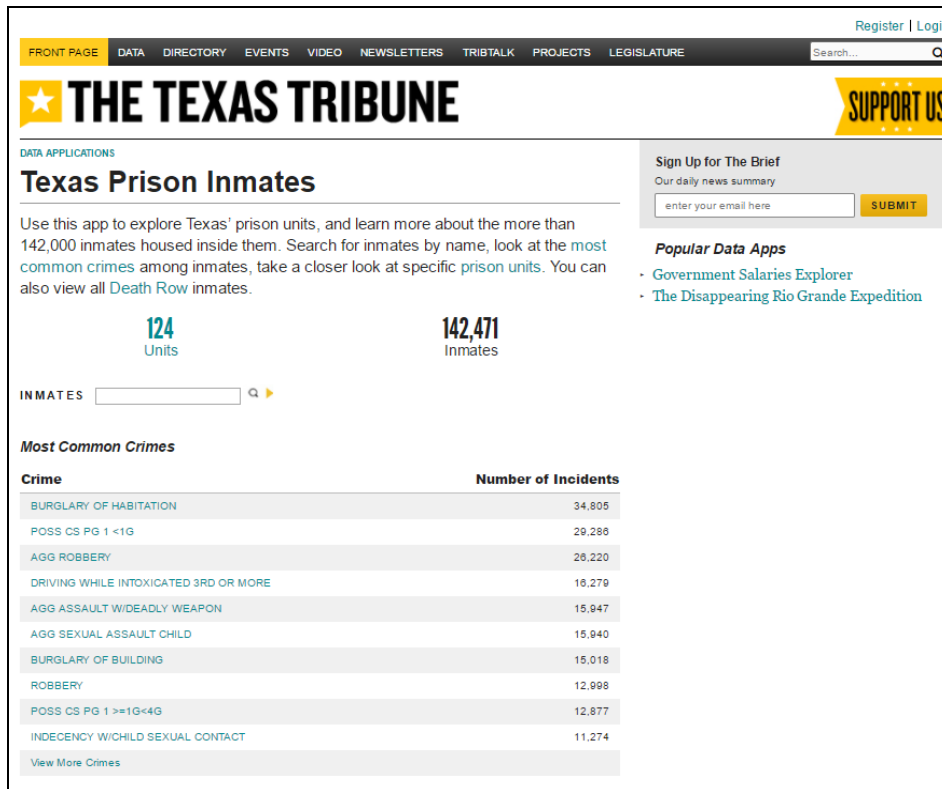 Register | Logi
FRONT PAGE DATA DIRECTORY EVENTS VIDEO NEWSLETTERS TRIBTALK PROJECTS LEGISLATURE Search...
THE TEXAS TRIBUNE
SUPPORT US
DATA APPLICATIONS
Texas Prison Inmates
Use this app to explore Texas' prison units, and learn more about the more than
142,000 inmates housed inside them. Search for inmates by name, look at the most
common crimes among inmates, take a closer look at specific prison units. You can
also view all Death Row inmates.
124
Units
142,471
Inmates
INMATES
Most Common Crimes
Crime Number of Incidents
BURGLARY OF HABITATION 34,805
POSS CS PG 1 <1G 29,286
AGG ROBBERY 26,220
DRIVING WHILE INTOXICATED 3RD OR MORE 16,279
AGG ASSAULT W/DEADLY WEAPON 15,947
AGG SEXUAL ASSAULT CHILD 15,940
BURGLARY OF BUILDING 15,018
ROBBERY 12,998
POSS CS PG 1 >=1G<4G 12,877
INDECENCY W/CHILD SEXUAL CONTACT 11,274
View More Crimes
Sign Up for The Brief
Our daily news summary
enter your email here SUBMIT
Popular Data Apps
Government Salaries Explorer
The Disappearing Rio Grande Expedition